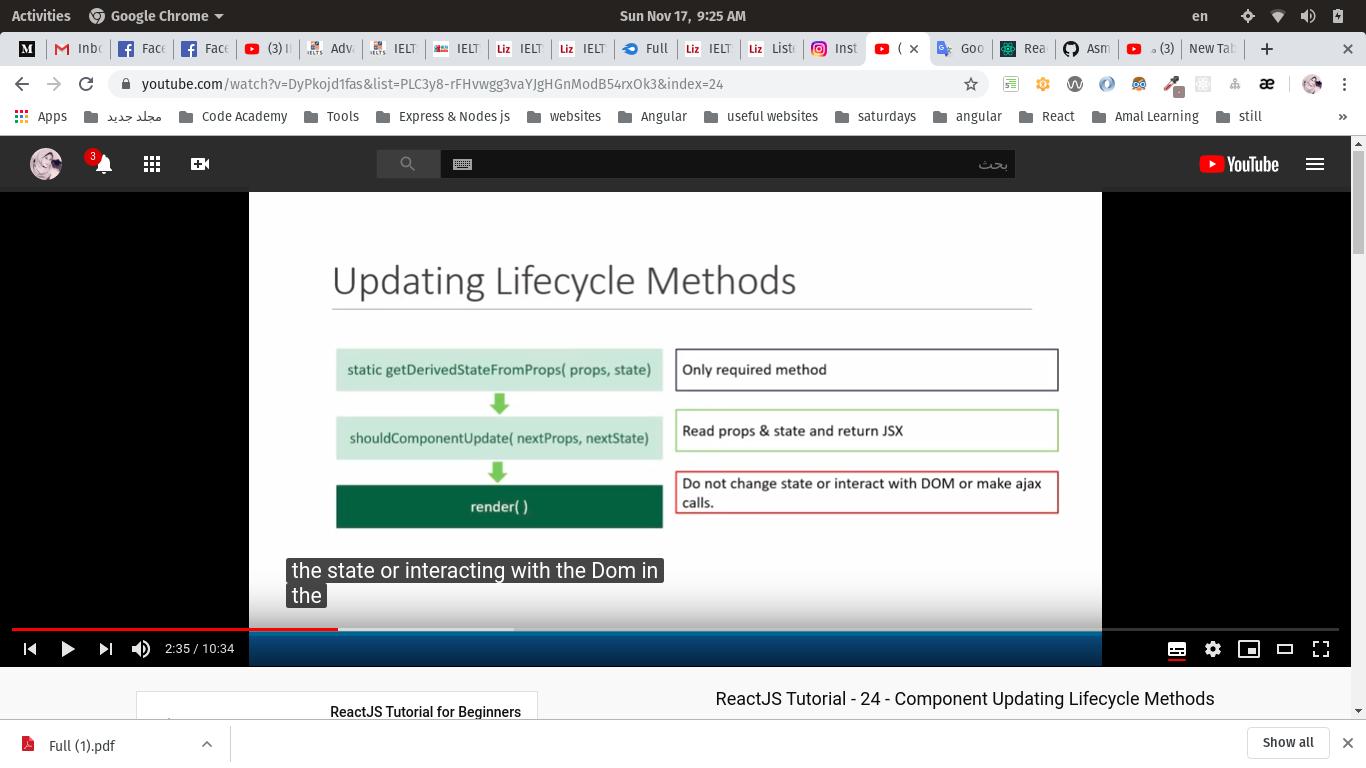 Activities Google Chrome Sun Nov 17, 9:25 AM en
M Inbo Face Face (3) Adva IELT IELT Liz IELT Liz IELT Full Liz IELT Liz List Inst ( Goo Rea Asm (3) New Tab
youtube.com/watch?v=DyPkojd1fas&list=PLC3y8-rFHvwgg3vaYJgHGnModB54rxOk3&index=24
Apps مجلد جديد Code Academy Tools Express & Nodes js websites Angular useful websites saturdays angular React Amal Learning still »
3 بحث YouTube
Updating Lifecycle Methods
static getDerivedStateFromProps( props, state)
Only required method
shouldComponentUpdate( nextProps, nextState)
Read props & state and return JSX
render( )
Do not change state or interact with DOM or make ajax
calls.
the state or interacting with the Dom in
the
2:35 / 10:34
ReactJS Tutorial - 24 - Component Updating Lifecycle Methods
ReactJS Tutorial for Beginners
Full (1).pdf Show all